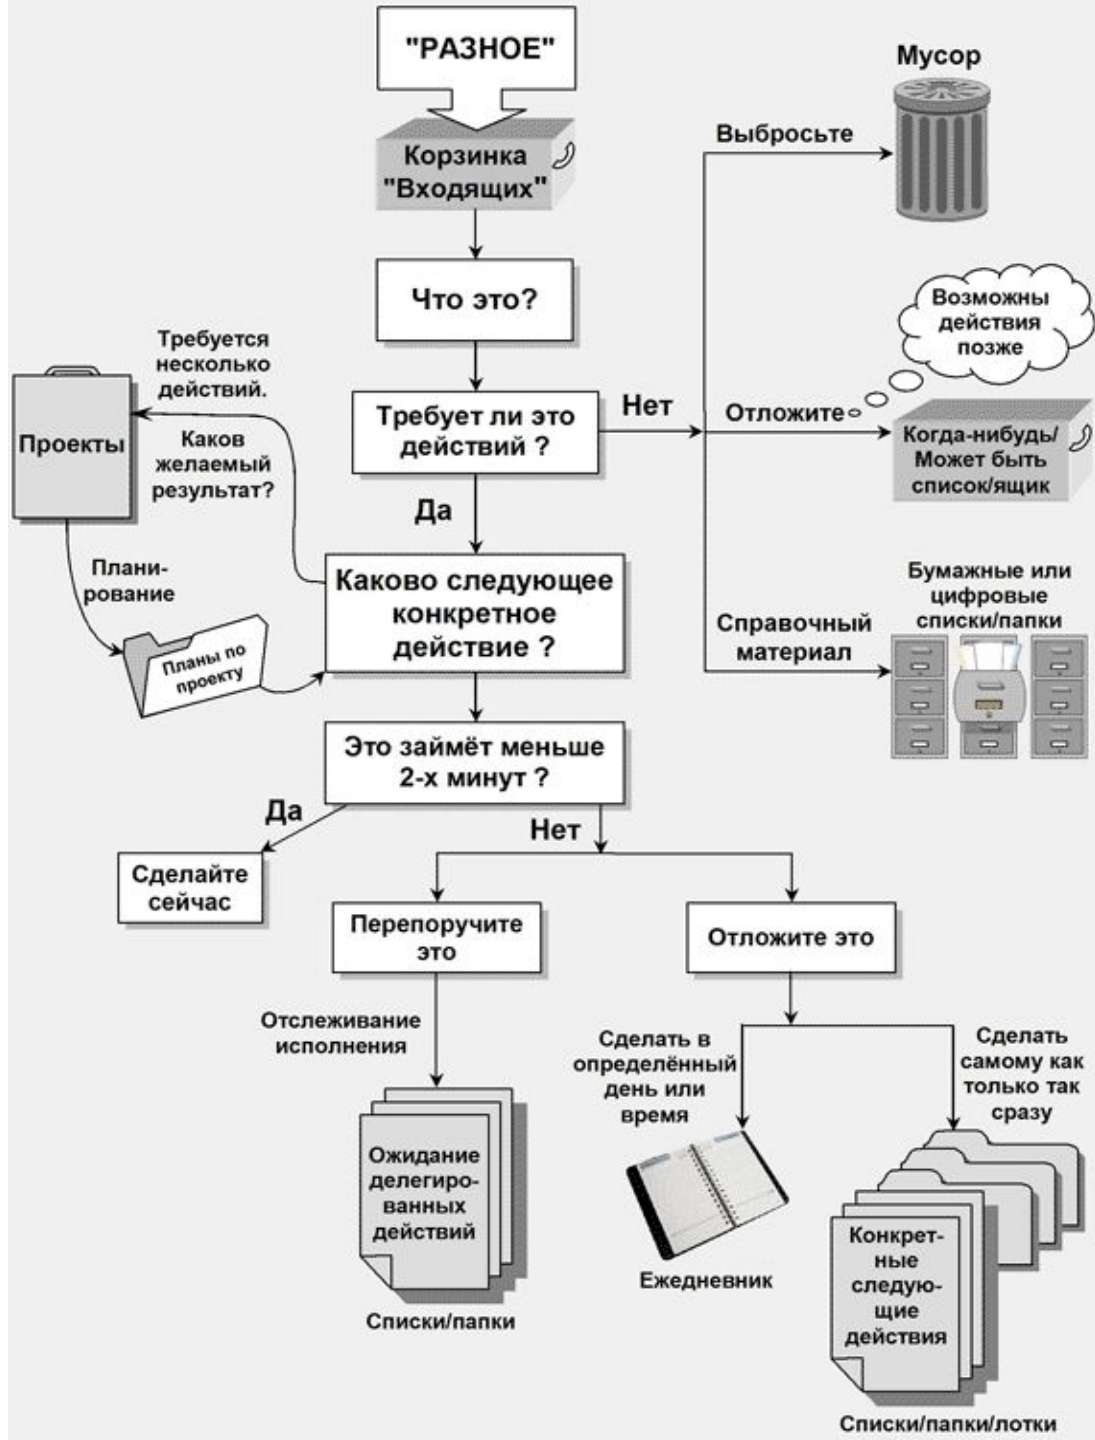 "РАЗНОЕ"
Мусор
Выбросьте
Корзинка
"Входящих"
Что это?
Возможны
действия
позже
Требуется
несколько
действий.
Требует ли это
действий ?
Нет
Отложите
Когда-нибудь/
Может быть
список/ящик
Проекты
Каков
желаемый
результат?
Да
Каково следующее
конкретное
действие ?
Плани-
рование
Планы по
проекту
Справочный
материал
Бумажные или
цифровые
списки/папки
Это займёт меньше
2-х минут ?
Да
Нет
Сделайте
сейчас
Перепоручите
это
Отложите это
Отслеживание
исполнения
Сделать в
определённый
день или
время
Сделать
самому как
только так
сразу
Ожидание
делегиро-
ванных
действий
Списки/папки
Ежедневник
Конкрет-
ные
следую-
щие
действия
Списки/папки/лотки